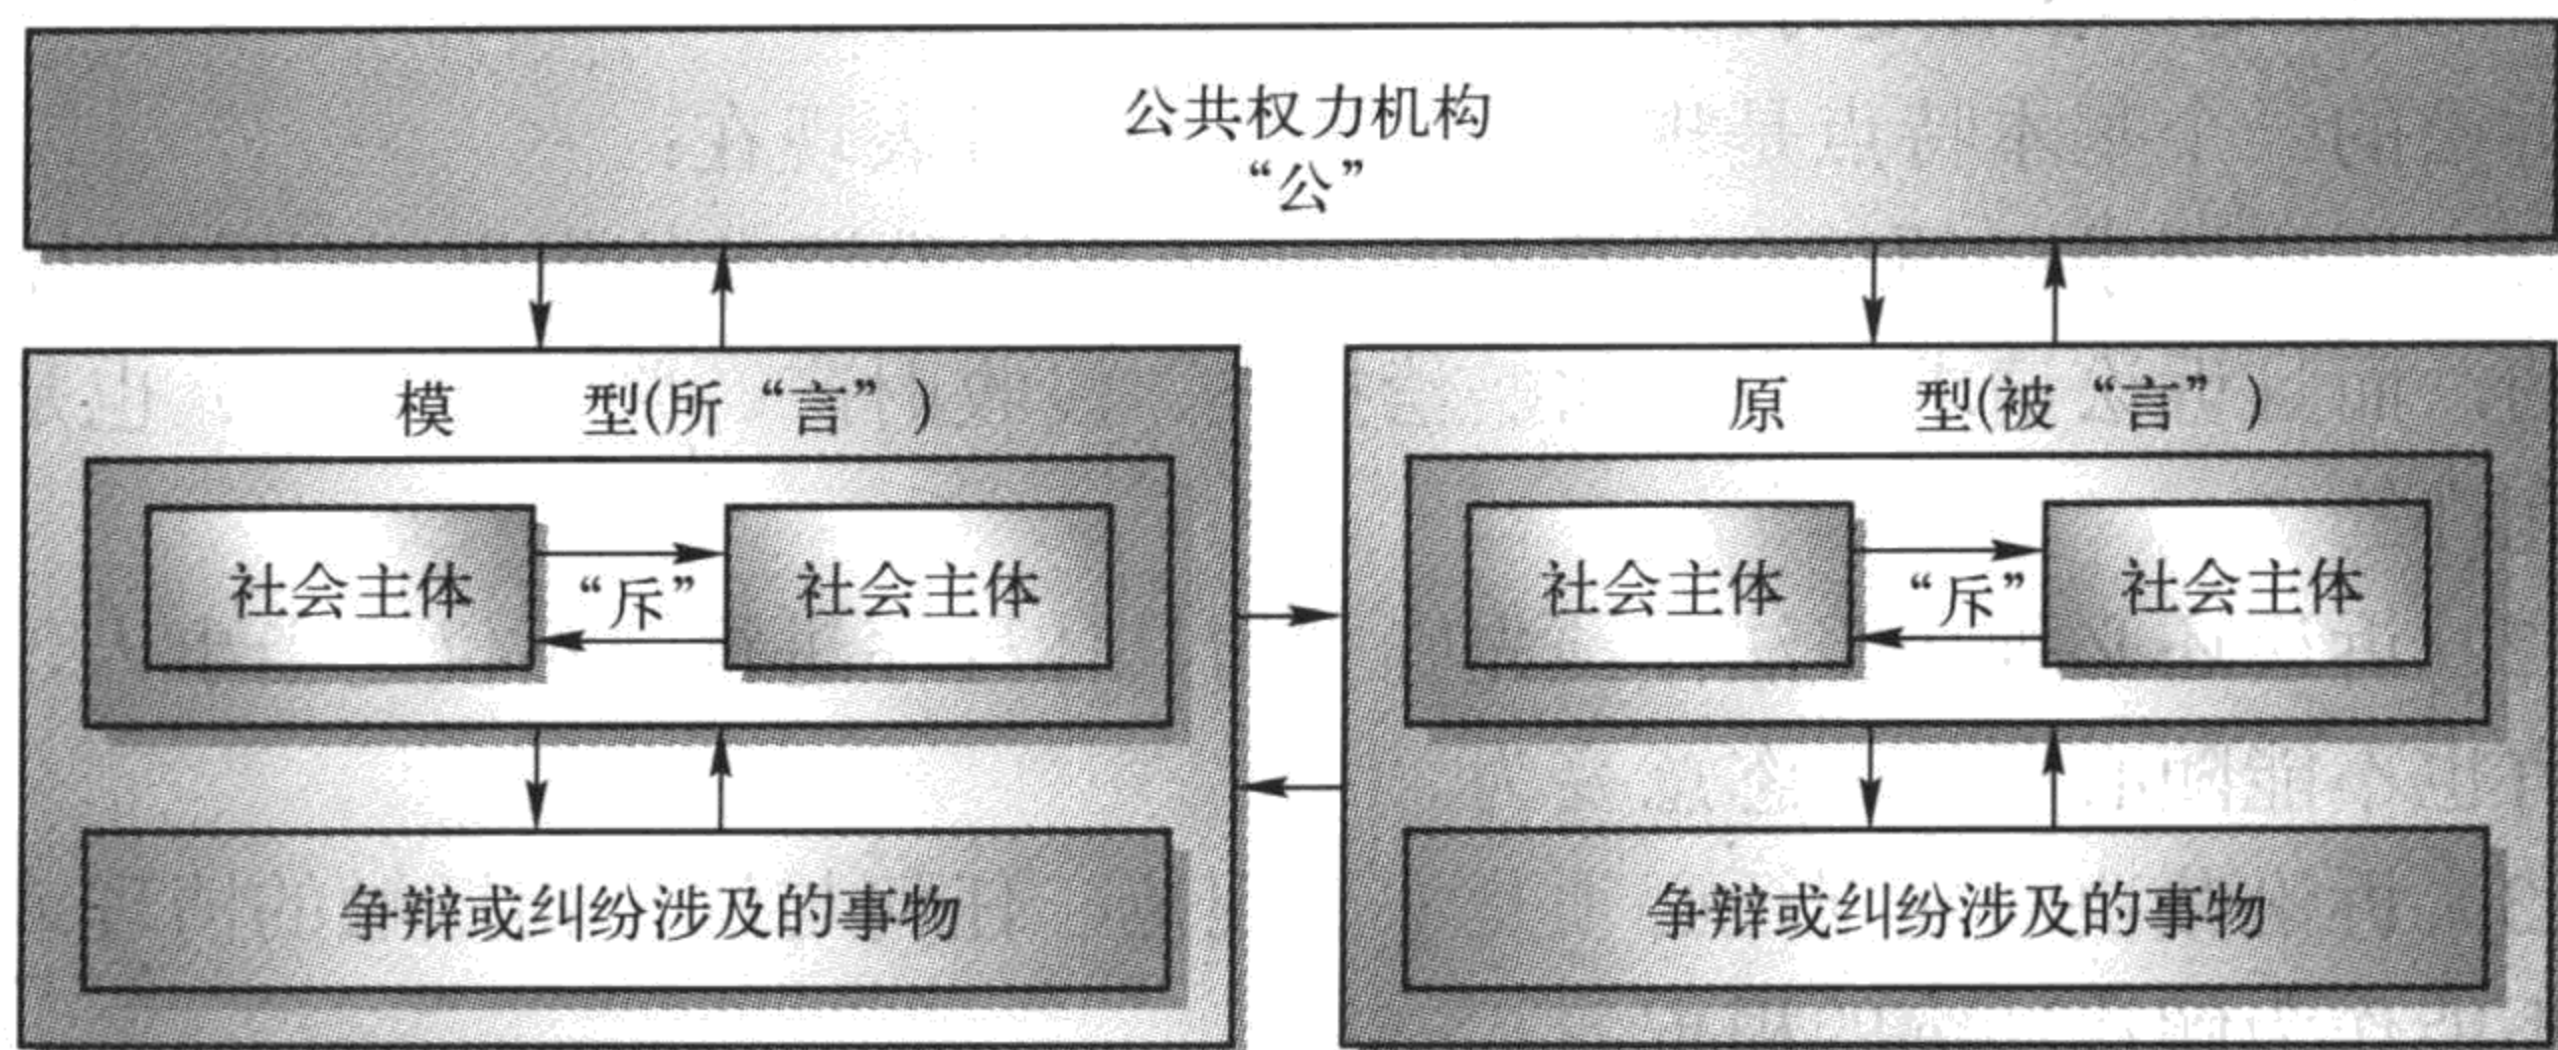 公共权力机构
“公”
模 型(所“言”)
原 型(被“言”)
社会主体
“斥”
社会主体
社会主体
“斥”
社会主体
争辩或纠纷涉及的事物
争辩或纠纷涉及的事物